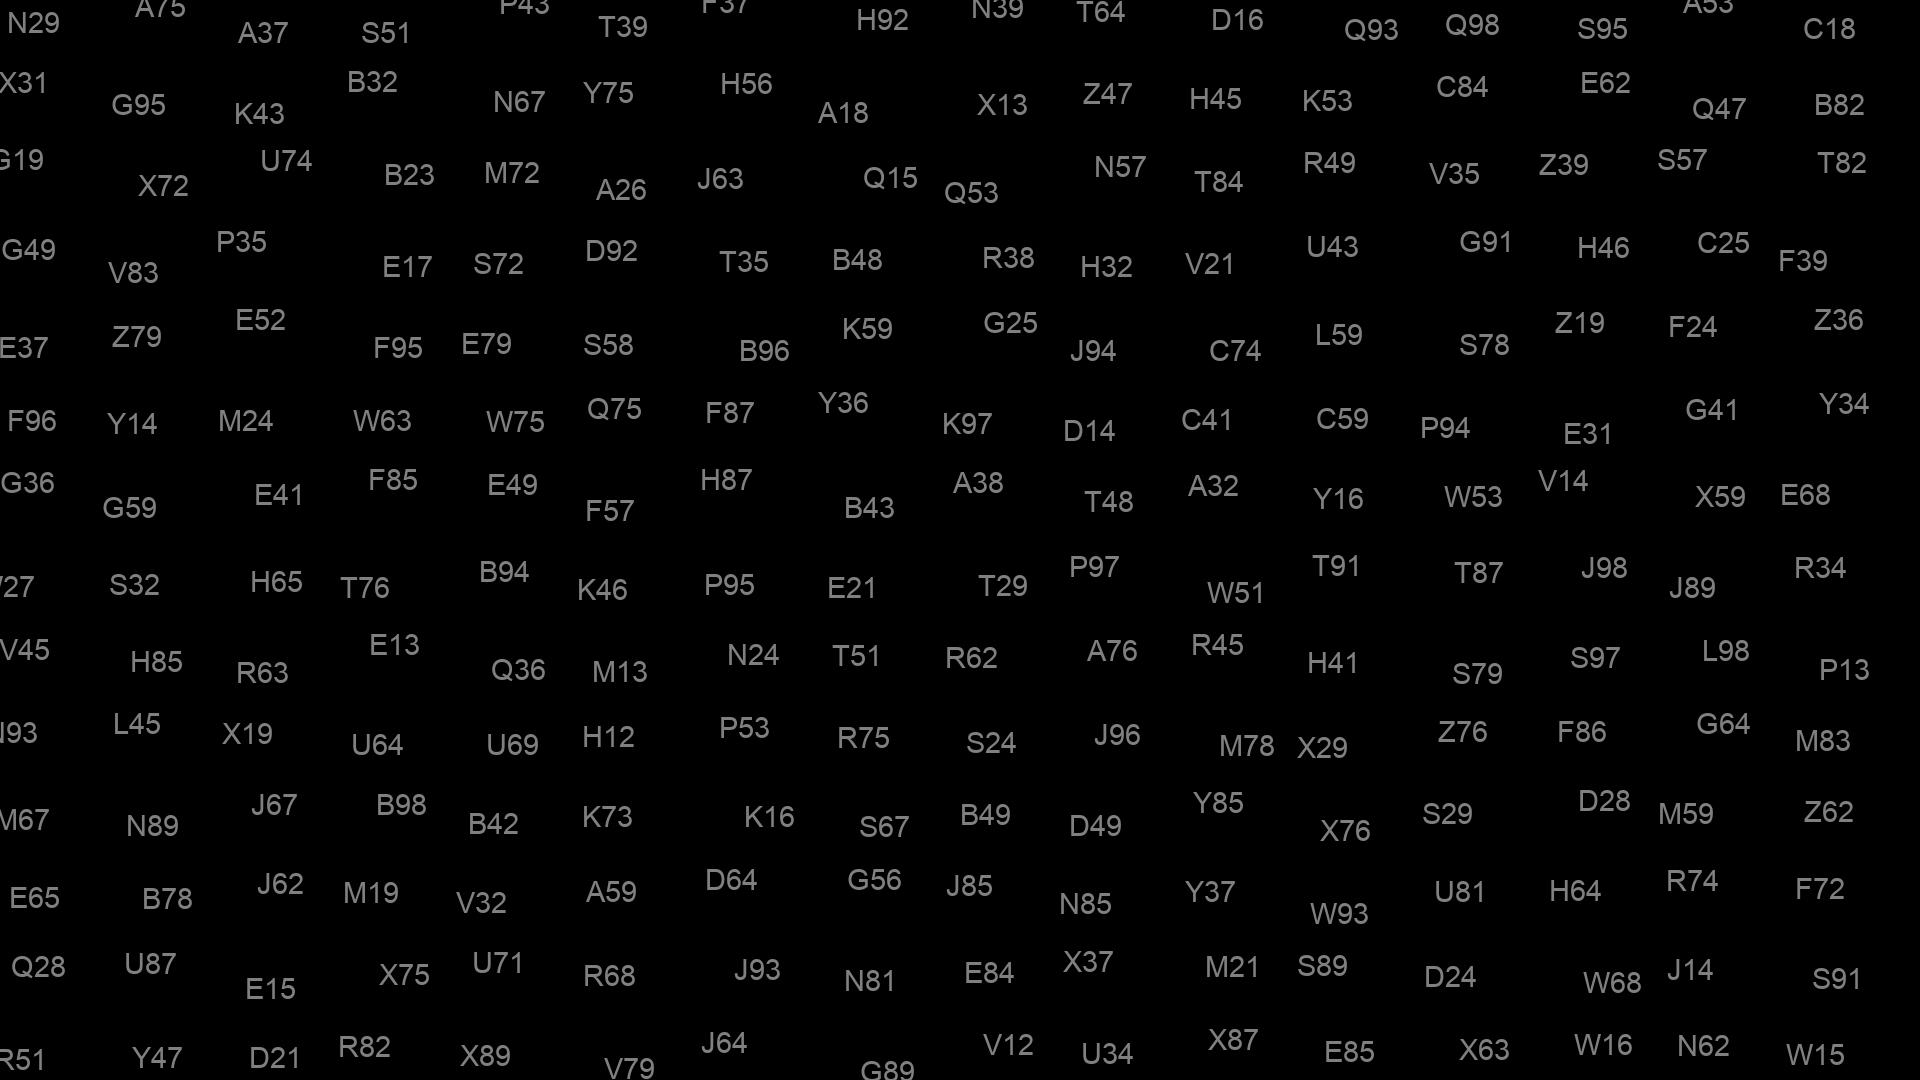 N29 A75 A37 S51 P43 T39 F37 H92 N39 T64 D16 Q93 Q98 S95 A53 C18
X31 G95 K43 B32 N67 Y75 H56 A18 X13 Z47 H45 K53 C84 E62 Q47 B82
G19 X72 U74 B23 M72 A26 J63 Q15 Q53 N57 T84 R49 V35 Z39 S57 T82
G49 V83 P35 E17 S72 D92 T35 B48 R38 H32 V21 U43 G91 H46 C25 F39
E37 Z79 E52 F95 E79 S58 B96 K59 G25 J94 C74 L59 S78 Z19 F24 Z36
F96 Y14 M24 W63 W75 Q75 F87 Y36 K97 D14 C41 C59 P94 E31 G41 Y34
G36 G59 E41 F85 E49 F57 H87 B43 A38 T48 A32 Y16 W53 V14 X59 E68
S32 H65 T76 B94 K46 P95 E21 T29 P97 W51 T91 T87 J98 J89 R34
V45 H85 R63 E13 Q36 M13 N24 T51 R62 A76 R45 H41 S79 S97 L98 P13
L45 X19 U64 U69 H12 P53 R75 S24 J96 M78 X29 Z76 F86 G64 M83
M67 N89 J67 B98 B42 K73 K16 S67 B49 D49 Y85 X76 S29 D28 M59 Z62
E65 B78 J62 M19 V32 A59 D64 G56 J85 N85 Y37 W93 U81 H64 R74 F72
Q28 U87 E15 X75 U71 R68 J93 N81 E84 X37 M21 S89 D24 W68 J14 S91
R51 Y47 D21 R82 X89 V79 J64 G89 V12 U34 X87 E85 X63 W16 N62 W15